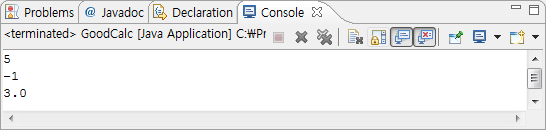 Problems @ Javadoc Declaration Console
<terminated> GoodCalc [Java Application] C:₩Pr
5
-1
3.0